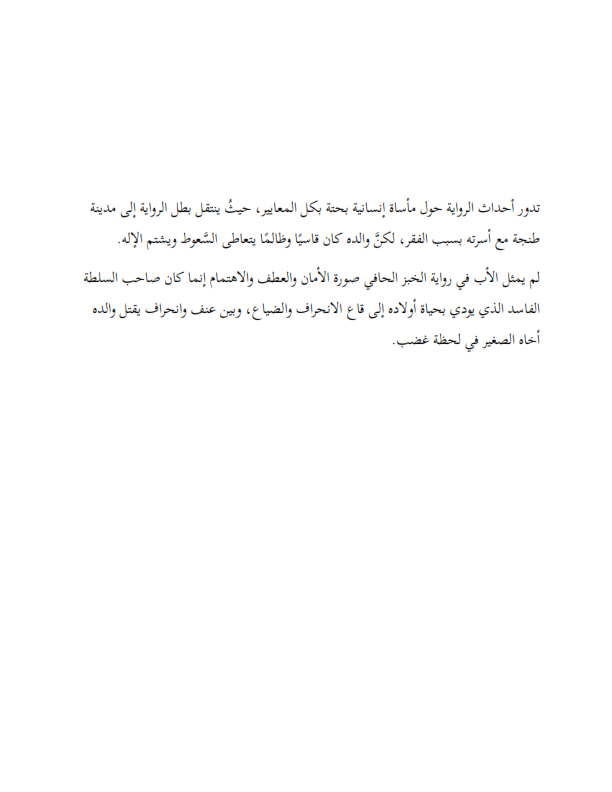 تدور أحداث الرواية حول مأساة إنسانية بحتة بكل المعايير، حيثُ ينتقل بطل الرواية إلى مدينة
طنجة مع أسرته بسبب الفقر، لكنَّ والده كان قاسيًا وظالمًا يتعاطى السَّعوط ويشتم الإله.
لم يمثل الأب في رواية الخبز الحافي صورة الأمان والعطف والاهتمام إنما كان صاحب السلطة
الفاسد الذي يودي بحياة أولاده إلى قاع الانحراف والضياع، وبين عنف وانحراف يقتل والده
أخاه الصغير في لحظة غضب.